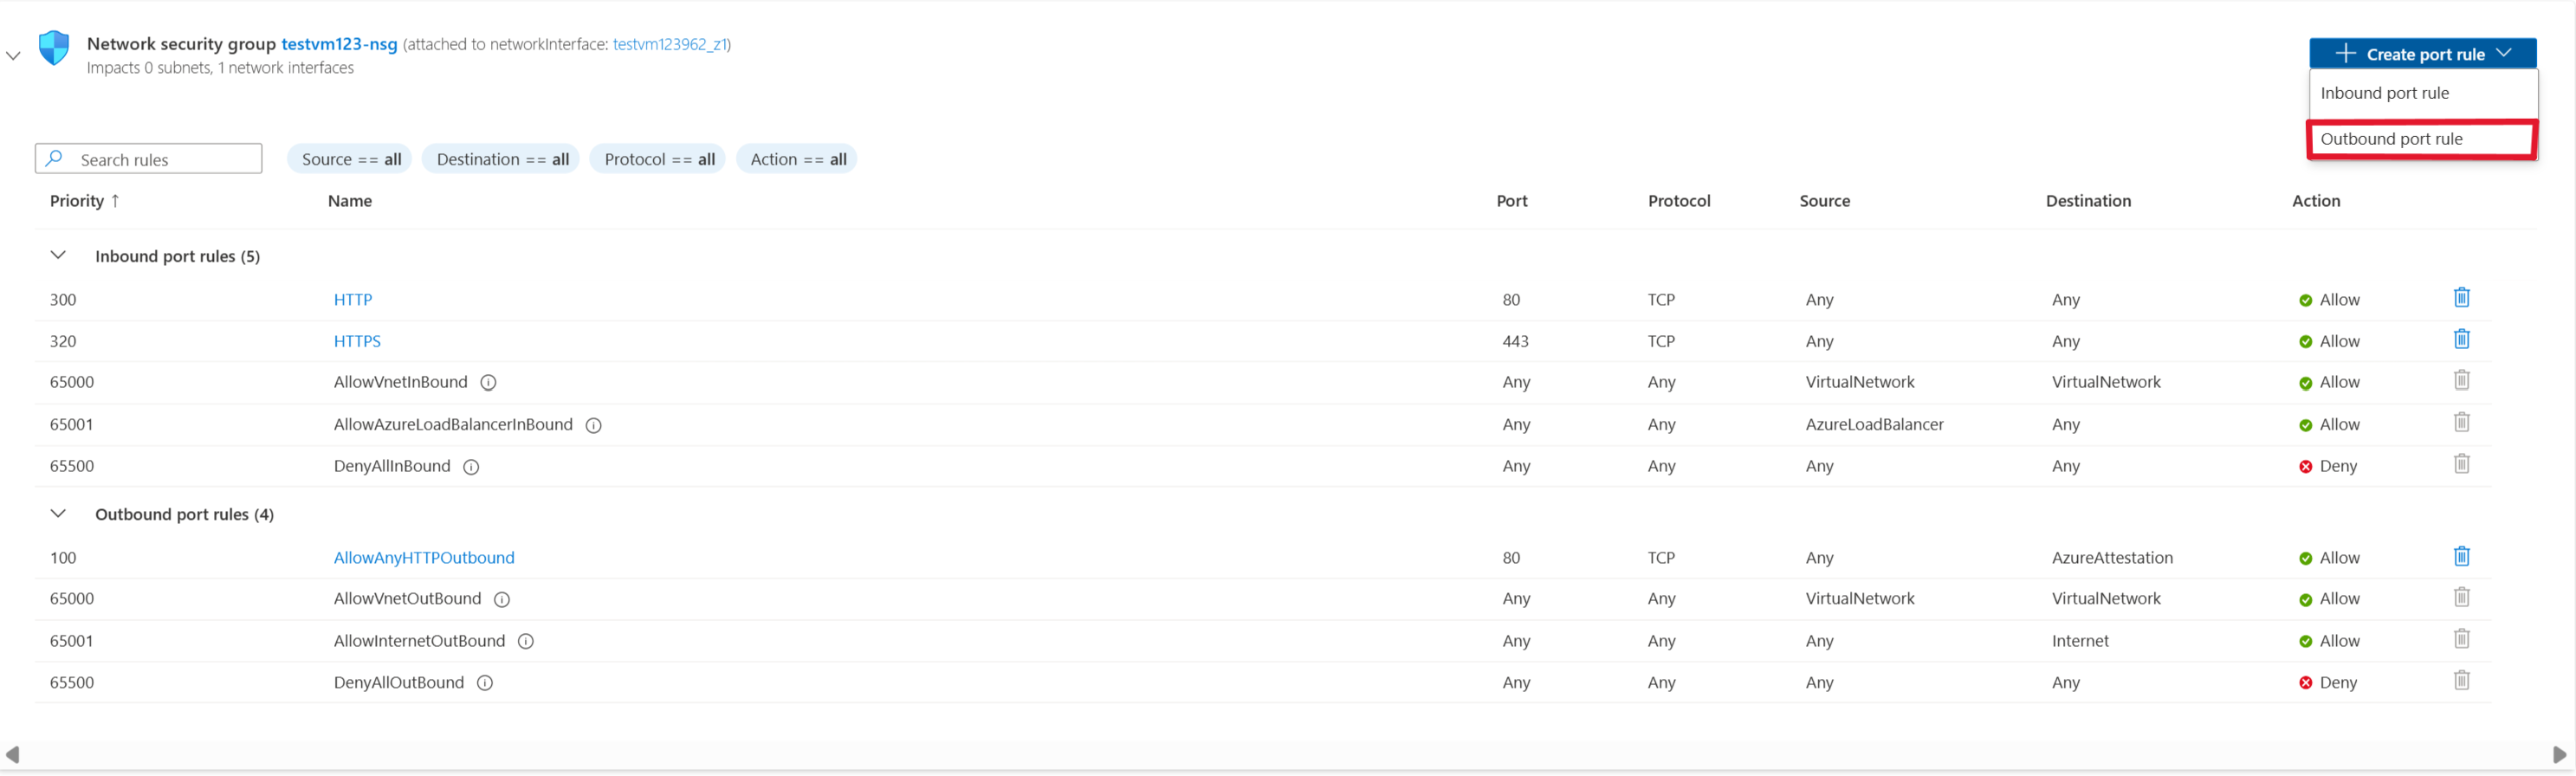 Network security group testvm123-nsg (attached to networkInterface: testvm123962_z1)
Impacts 0 subnets, 1 network interfaces
Create port rule
Inbound port rule
Outbound port rule
Search rules
Source == all Destination == all Protocol == all Action == all
Priority ↑ Name Port Protocol Source Destination Action
Inbound port rules (5)
300 HTTP 80 TCP Any Any Allow
320 HTTPS 443 TCP Any Any Allow
65000 AllowVnetInBound Any Any VirtualNetwork VirtualNetwork Allow
65001 AllowAzureLoadBalancerInBound Any Any AzureLoadBalancer Any Allow
65500 DenyAllInBound Any Any Any Any Deny
Outbound port rules (4)
100 AllowAnyHTTPOutbound 80 TCP Any AzureAttestation Allow
65000 AllowVnetOutBound Any Any VirtualNetwork VirtualNetwork Allow
65001 AllowInternetOutBound Any Any Any Internet Allow
65500 DenyAllOutBound Any Any Any Any Deny